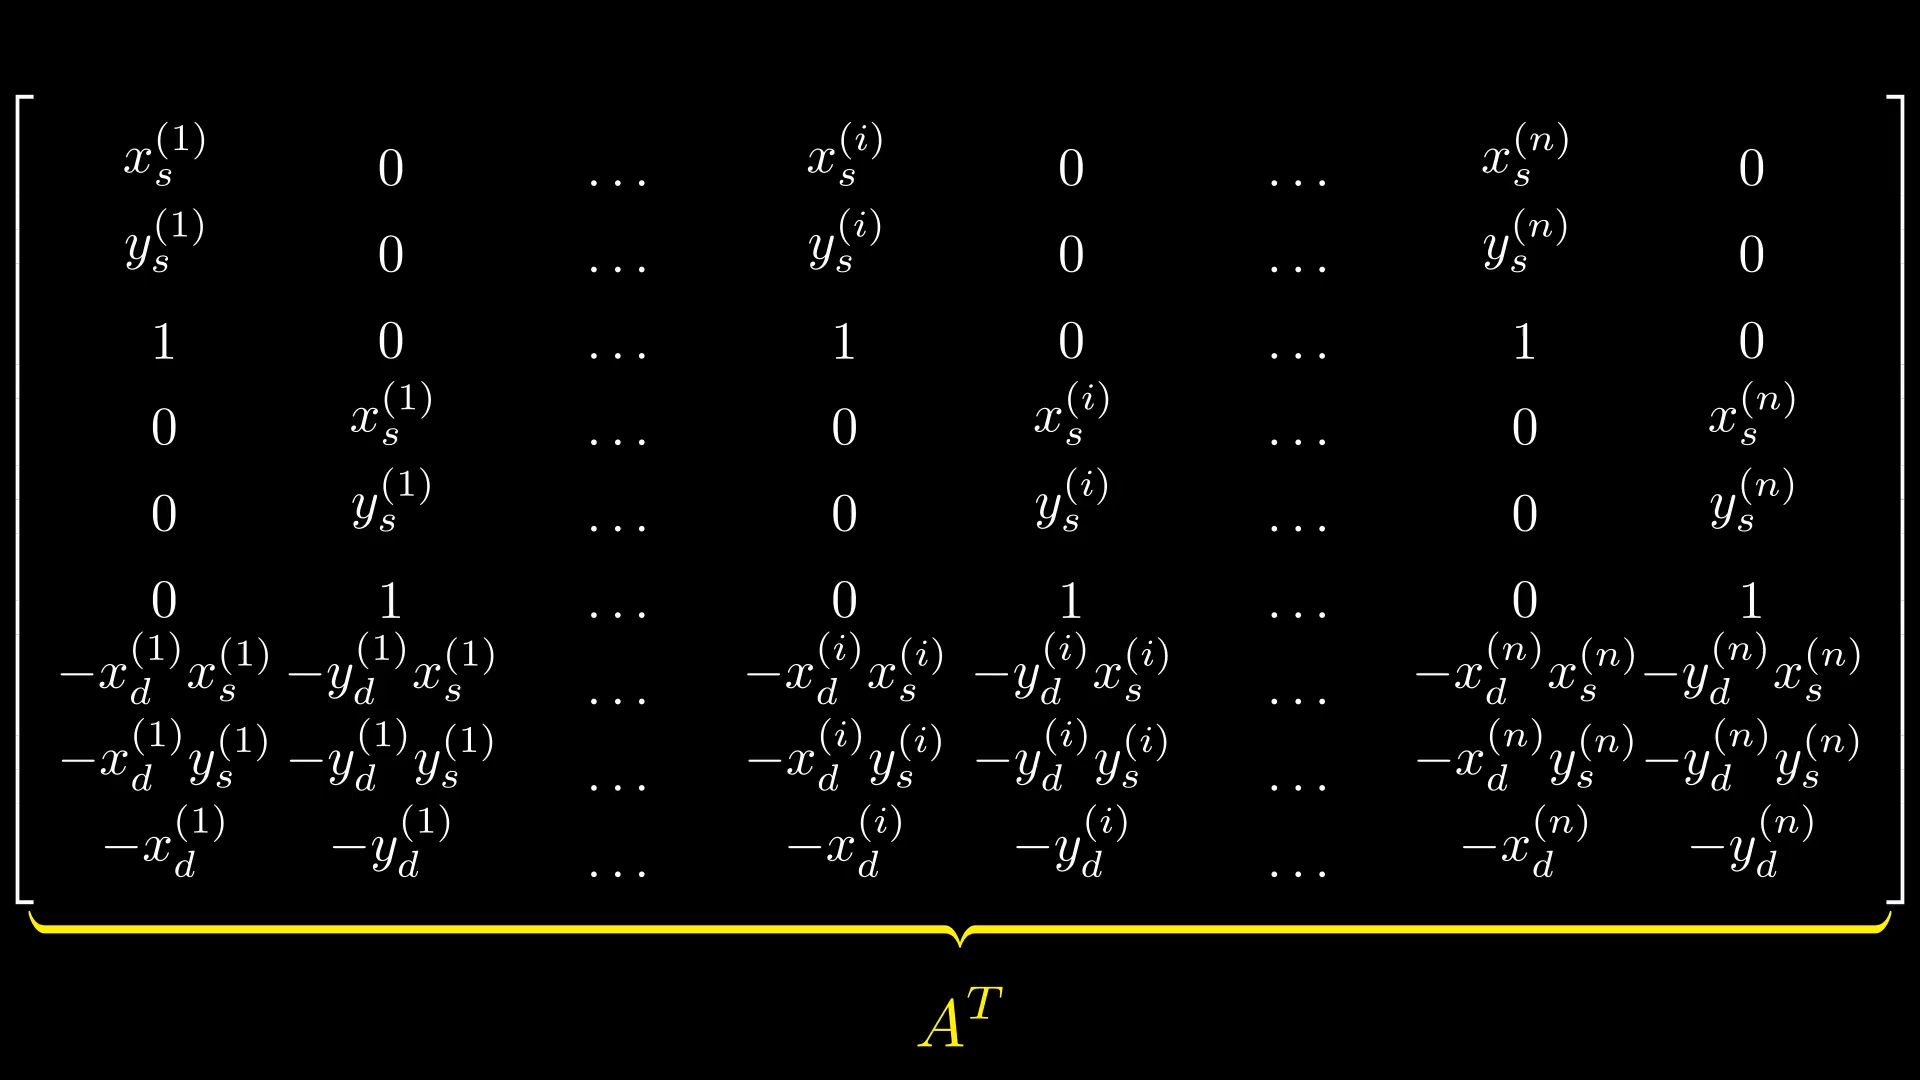 x_s^{(1)} 0 ... x_s^{(i)} 0 ... x_s^{(n)} 0
y_s^{(1)} 0 ... y_s^{(i)} 0 ... y_s^{(n)} 0
1 0 ... 1 0 ... 1 0
0 x_s^{(1)} ... 0 x_s^{(i)} ... 0 x_s^{(n)}
0 y_s^{(1)} ... 0 y_s^{(i)} ... 0 y_s^{(n)}
0 1 ... 0 1 ... 0 1
−x_d^{(1)}x_s^{(1)} −y_d^{(1)}x_s^{(1)} ... −x_d^{(i)}x_s^{(i)} −y_d^{(i)}x_s^{(i)} ... −x_d^{(n)}x_s^{(n)} −y_d^{(n)}x_s^{(n)}
−x_d^{(1)}y_s^{(1)} −y_d^{(1)}y_s^{(1)} ... −x_d^{(i)}y_s^{(i)} −y_d^{(i)}y_s^{(i)} ... −x_d^{(n)}y_s^{(n)} −y_d^{(n)}y_s^{(n)}
−x_d^{(1)} −y_d^{(1)} ... −x_d^{(i)} −y_d^{(i)} ... −x_d^{(n)} −y_d^{(n)}
A^T